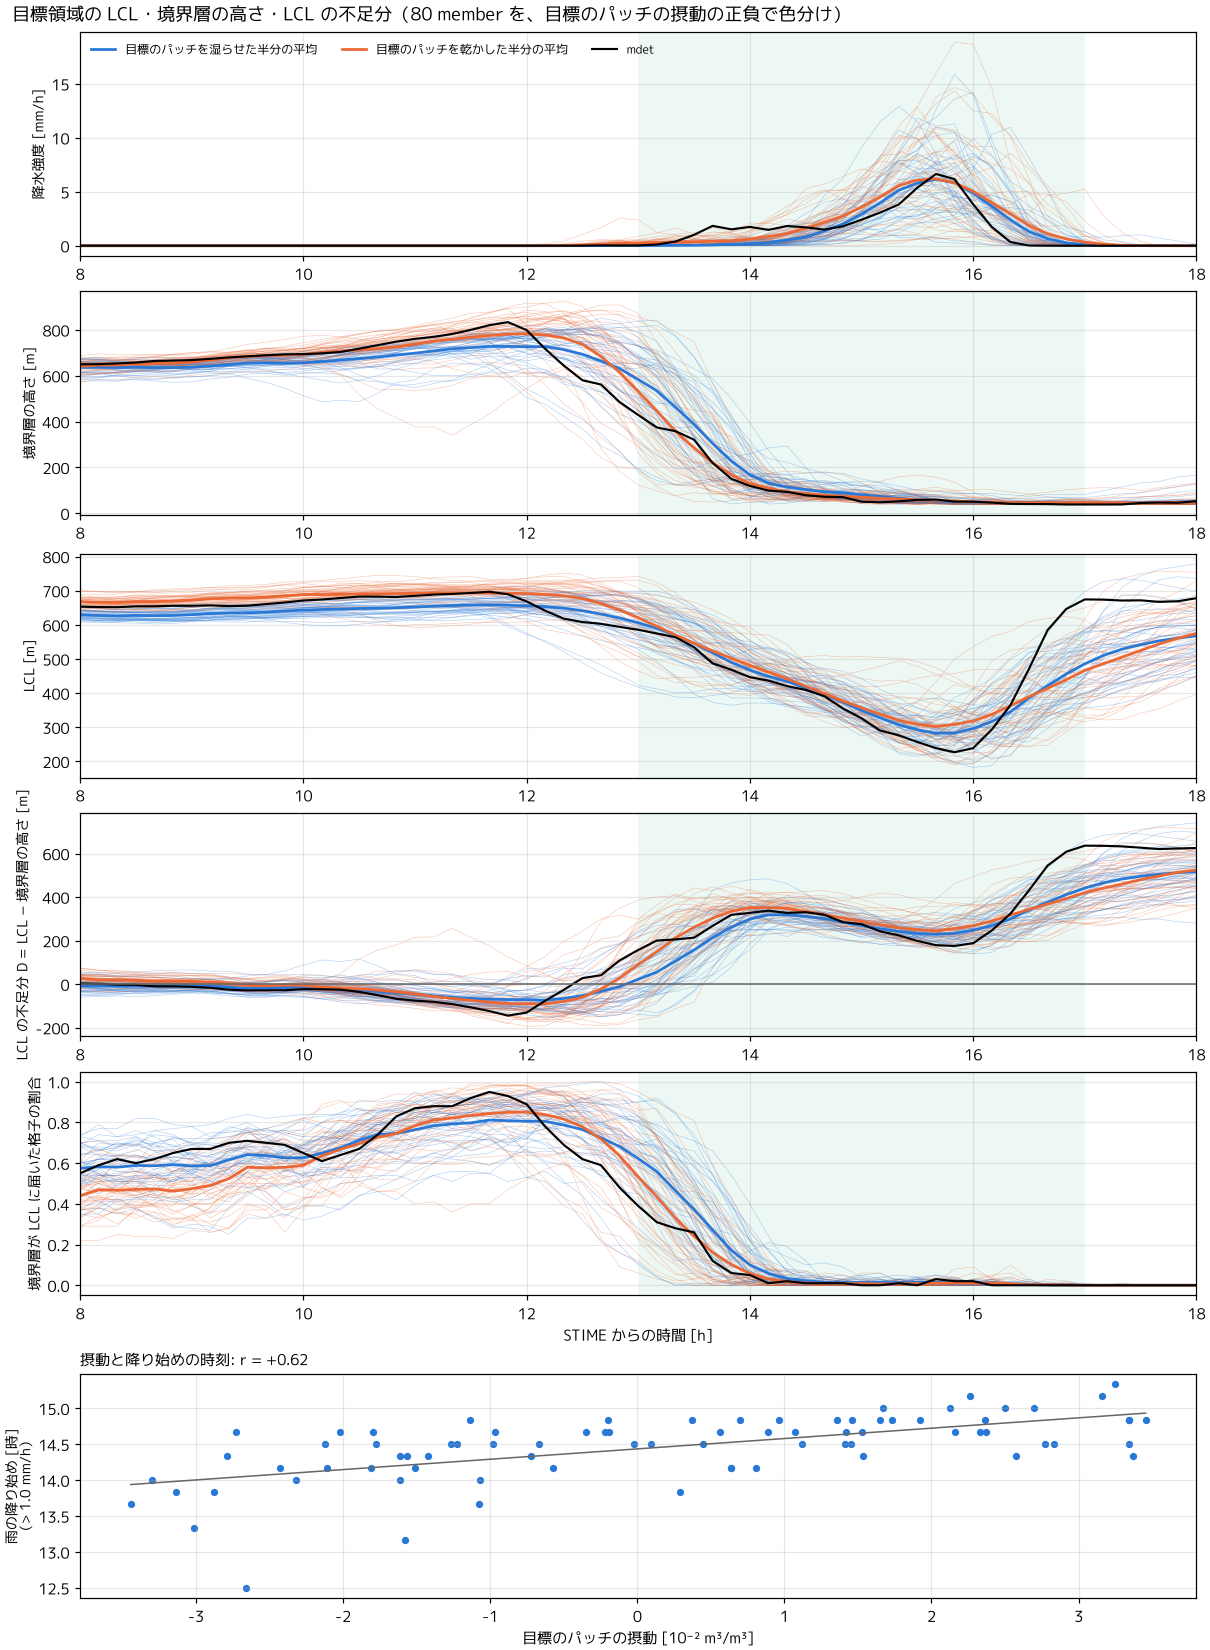 目標領域の LCL・境界層の高さ・LCL の不足分（80 member を、目標のパッチの摂動の正負で色分け）
目標のパッチを湿らせた半分の平均
目標のパッチを乾かした半分の平均
mdet
降水強度 [mm/h]
15
10
5
0
8 10 12 14 16 18
境界層の高さ [m]
800
600
400
200
0
8 10 12 14 16 18
LCL [m]
800
700
600
500
400
300
200
8 10 12 14 16 18
LCL の不足分 D = LCL − 境界層の高さ [m]
600
400
200
0
-200
8 10 12 14 16 18
境界層が LCL に届いた格子の割合
1.0
0.8
0.6
0.4
0.2
0.0
8 10 12 14 16 18
STIME からの時間 [h]
摂動と降り始めの時刻: r = +0.62
雨の降り始め [時]
(> 1.0 mm/h)
15.0
14.5
14.0
13.5
13.0
12.5
-3 -2 -1 0 1 2 3
目標のパッチの摂動 [10⁻² m³/m³]